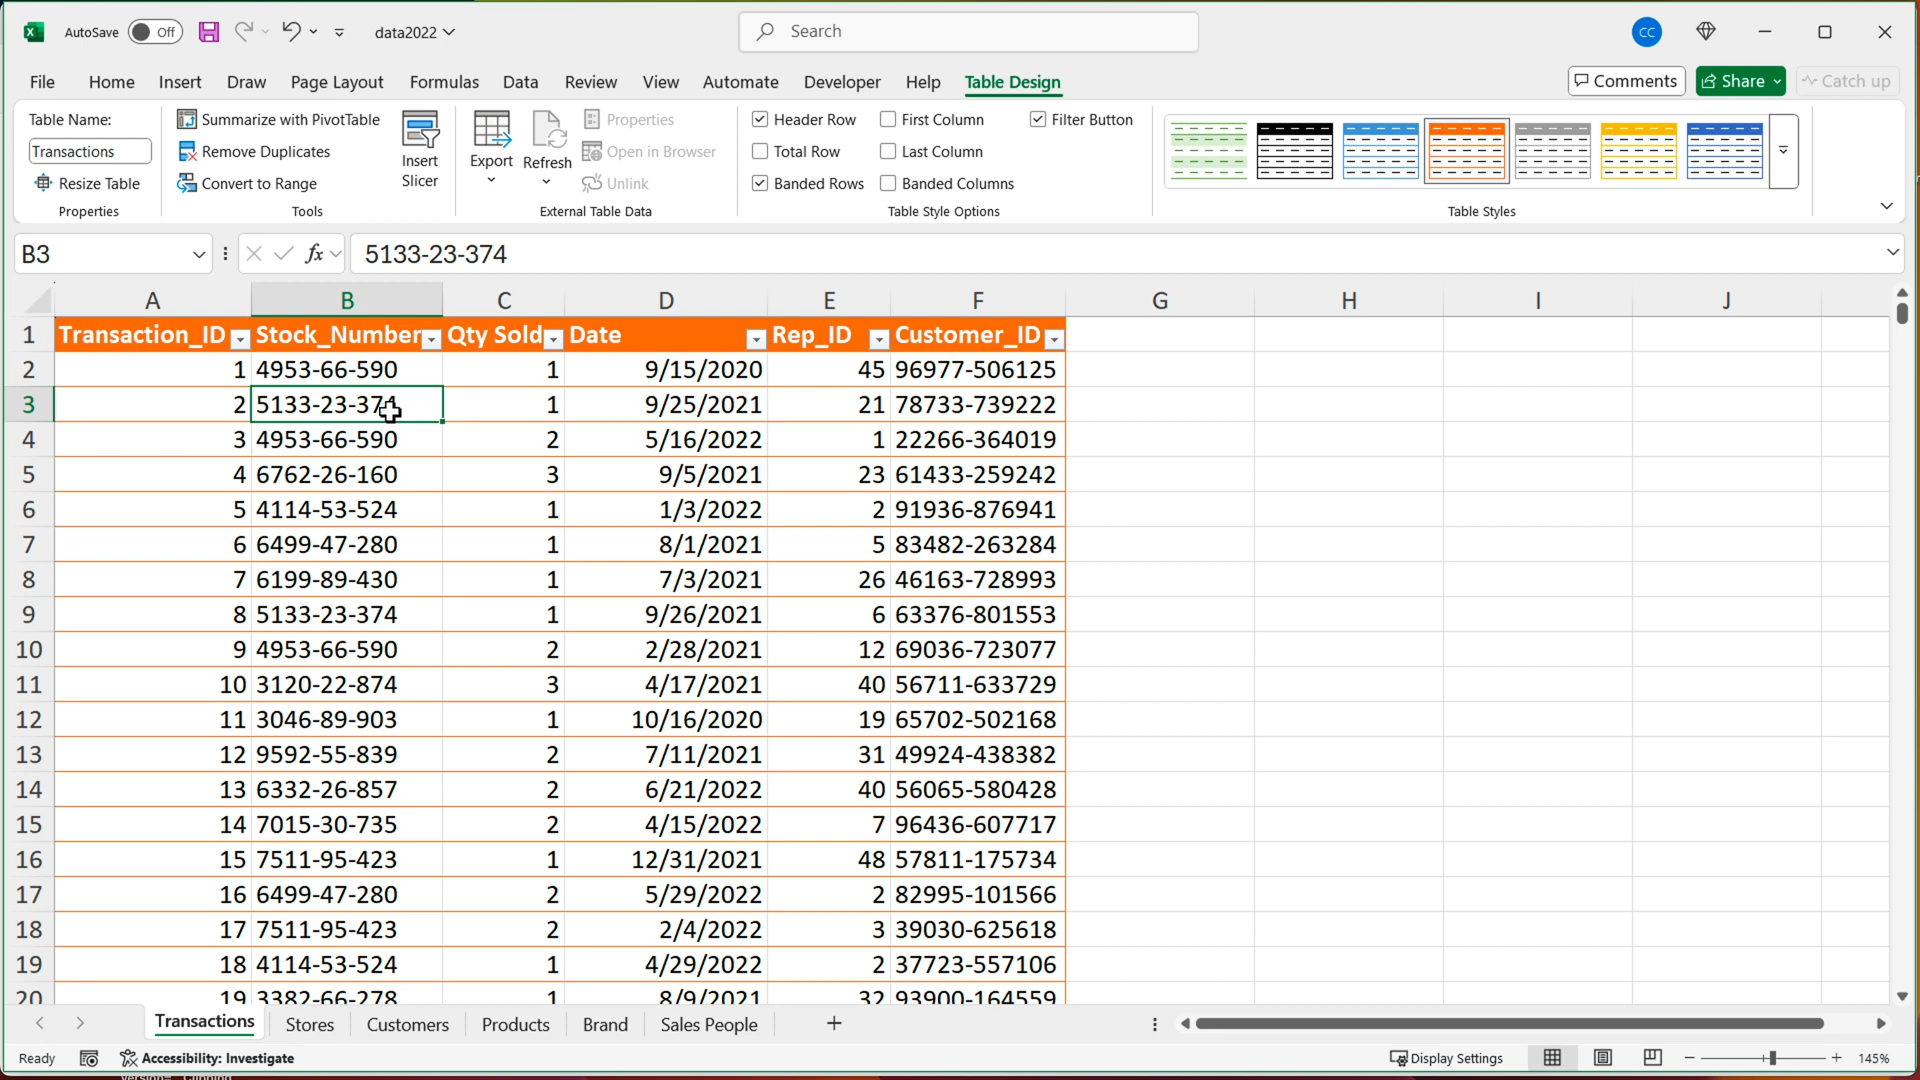 AutoSave Off data2022 Search CC
File Home Insert Draw Page Layout Formulas Data Review View Automate Developer Help Table Design Comments Share Catch up
Table Name:
Transactions
Resize Table
Properties
Summarize with PivotTable
Remove Duplicates
Convert to Range
Tools
Insert
Slicer
Export
Refresh
Properties
Open in Browser
Unlink
External Table Data
Header Row First Column Filter Button
Total Row Last Column
Banded Rows Banded Columns
Table Style Options
Table Styles
B3 fx 5133-23-374
A B C D E F G H I J
1 Transaction_ID Stock_Number Qty Sold Date Rep_ID Customer_ID
2 1 4953-66-590 1 9/15/2020 45 96977-506125
3 2 5133-23-374 1 9/25/2021 21 78733-739222
4 3 4953-66-590 2 5/16/2022 1 22266-364019
5 4 6762-26-160 3 9/5/2021 23 61433-259242
6 5 4114-53-524 1 1/3/2022 2 91936-876941
7 6 6499-47-280 1 8/1/2021 5 83482-263284
8 7 6199-89-430 1 7/3/2021 26 46163-728993
9 8 5133-23-374 1 9/26/2021 6 63376-801553
10 9 4953-66-590 2 2/28/2021 12 69036-723077
11 10 3120-22-874 3 4/17/2021 40 56711-633729
12 11 3046-89-903 1 10/16/2020 19 65702-502168
13 12 9592-55-839 2 7/11/2021 31 49924-438382
14 13 6332-26-857 2 6/21/2022 40 56065-580428
15 14 7015-30-735 2 4/15/2022 7 96436-607717
16 15 7511-95-423 1 12/31/2021 48 57811-175734
17 16 6499-47-280 2 5/29/2022 2 82995-101566
18 17 7511-95-423 2 2/4/2022 3 39030-625618
19 18 4114-53-524 1 4/29/2022 2 37723-557106
20 19 3382-66-278 1 8/9/2021 32 93900-164559
Transactions Stores Customers Products Brand Sales People
Ready Accessibility: Investigate Display Settings 145%